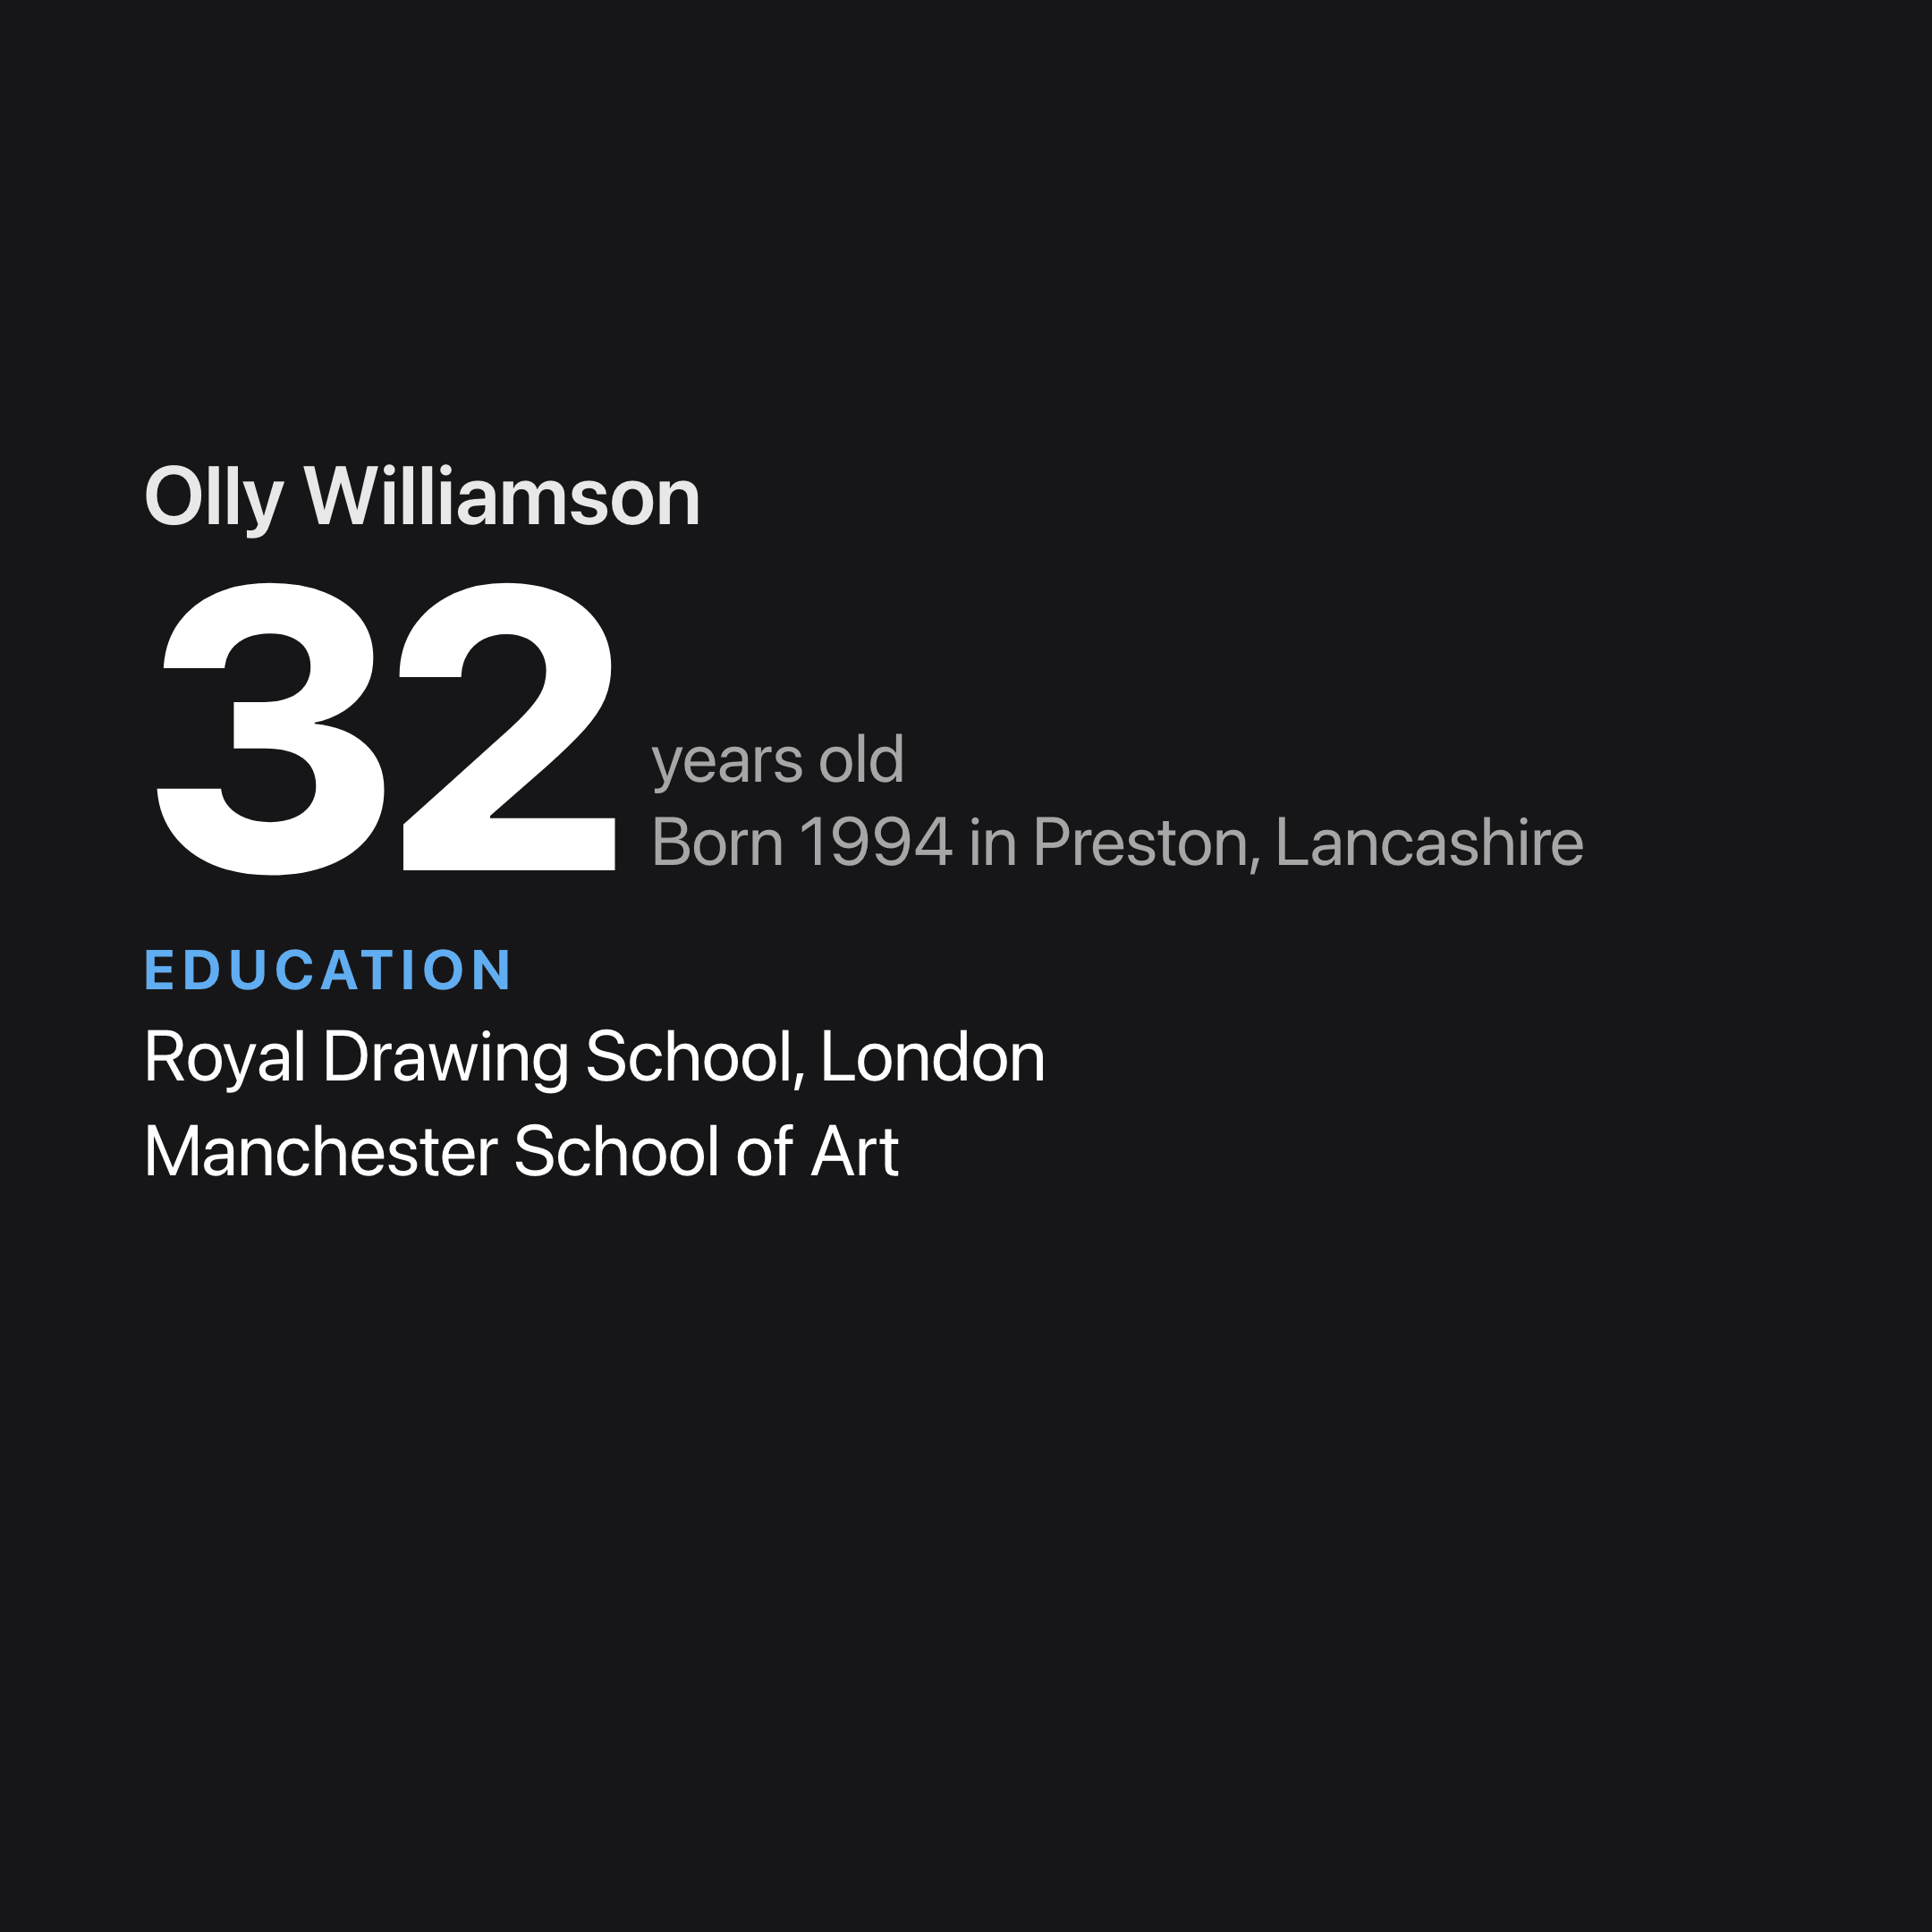 Olly Williamson
32
years old
Born 1994 in Preston, Lancashire
EDUCATION
Royal Drawing School, London
Manchester School of Art